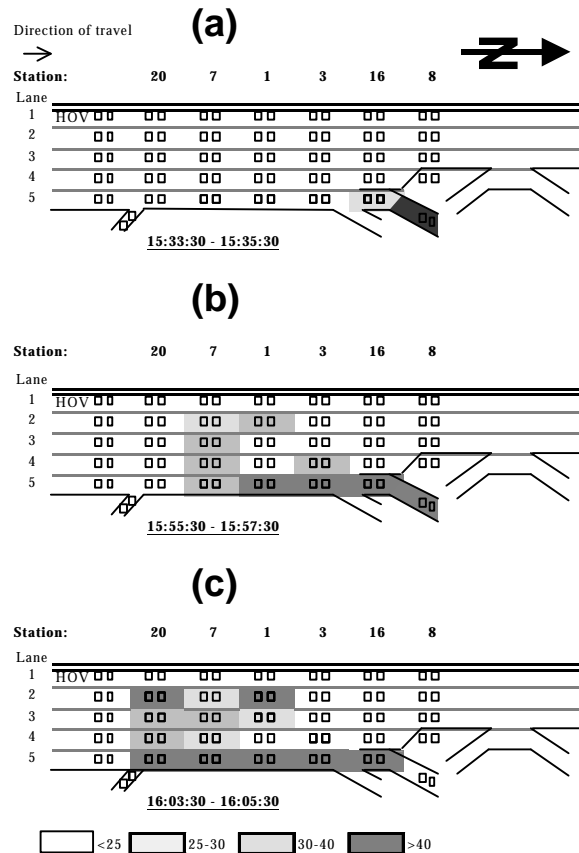 (a)
Direction of travel
N
Station: 20 7 1 3 16 8
Lane
1 HOV
2
3
4
5
15:33:30 - 15:35:30
(b)
Station: 20 7 1 3 16 8
Lane
1 HOV
2
3
4
5
15:55:30 - 15:57:30
(c)
Station: 20 7 1 3 16 8
Lane
1 HOV
2
3
4
5
16:03:30 - 16:05:30
<25 25-30 30-40 >40